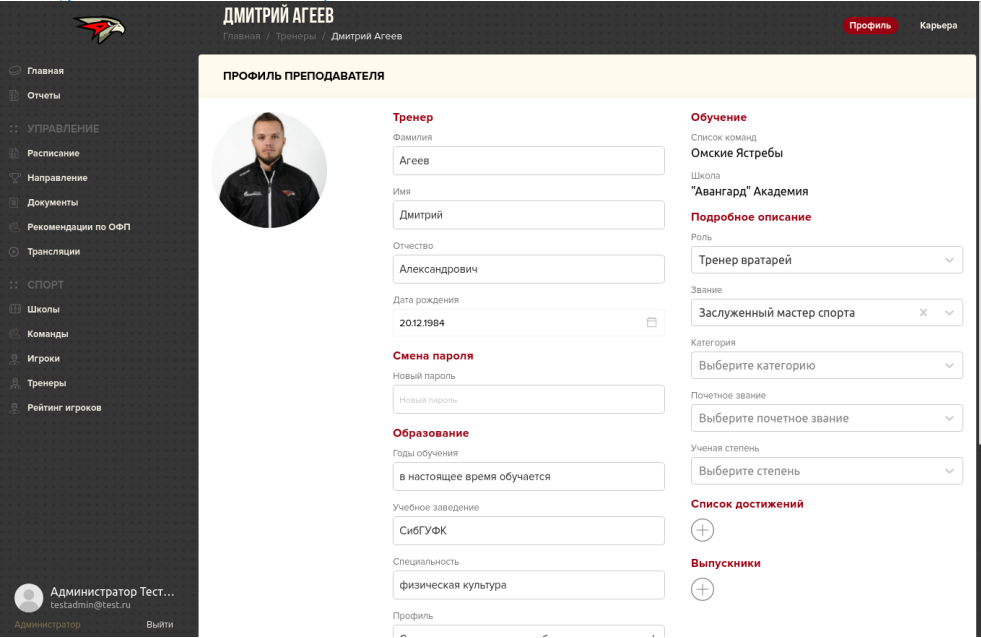 ДМИТРИЙ АГЕЕВ
Главная / Тренеры / Дмитрий Агеев
Профиль
Карьера
Главная
Отчеты
УПРАВЛЕНИЕ
Расписание
Направление
Документы
Рекомендации по ОФП
Трансляции
СПОРТ
Школы
Команды
Игроки
Тренеры
Рейтинг игроков
Администратор Тест...
testadmin@test.ru
Администратор
Выйти
ПРОФИЛЬ ПРЕПОДАВАТЕЛЯ
Тренер
Фамилия
Агеев
Имя
Дмитрий
Отчество
Александрович
Дата рождения
20.12.1984
Смена пароля
Новый пароль
Новый пароль
Образование
Годы обучения
в настоящее время обучается
Учебное заведение
СибГУФК
Специальность
физическая культура
Профиль
Обучение
Список команд
Омские Ястребы
Школа
"Авангард" Академия
Подробное описание
Роль
Тренер вратарей
Звание
Заслуженный мастер спорта
Категория
Выберите категорию
Почетное звание
Выберите почетное звание
Ученая степень
Выберите степень
Список достижений
Выпускники